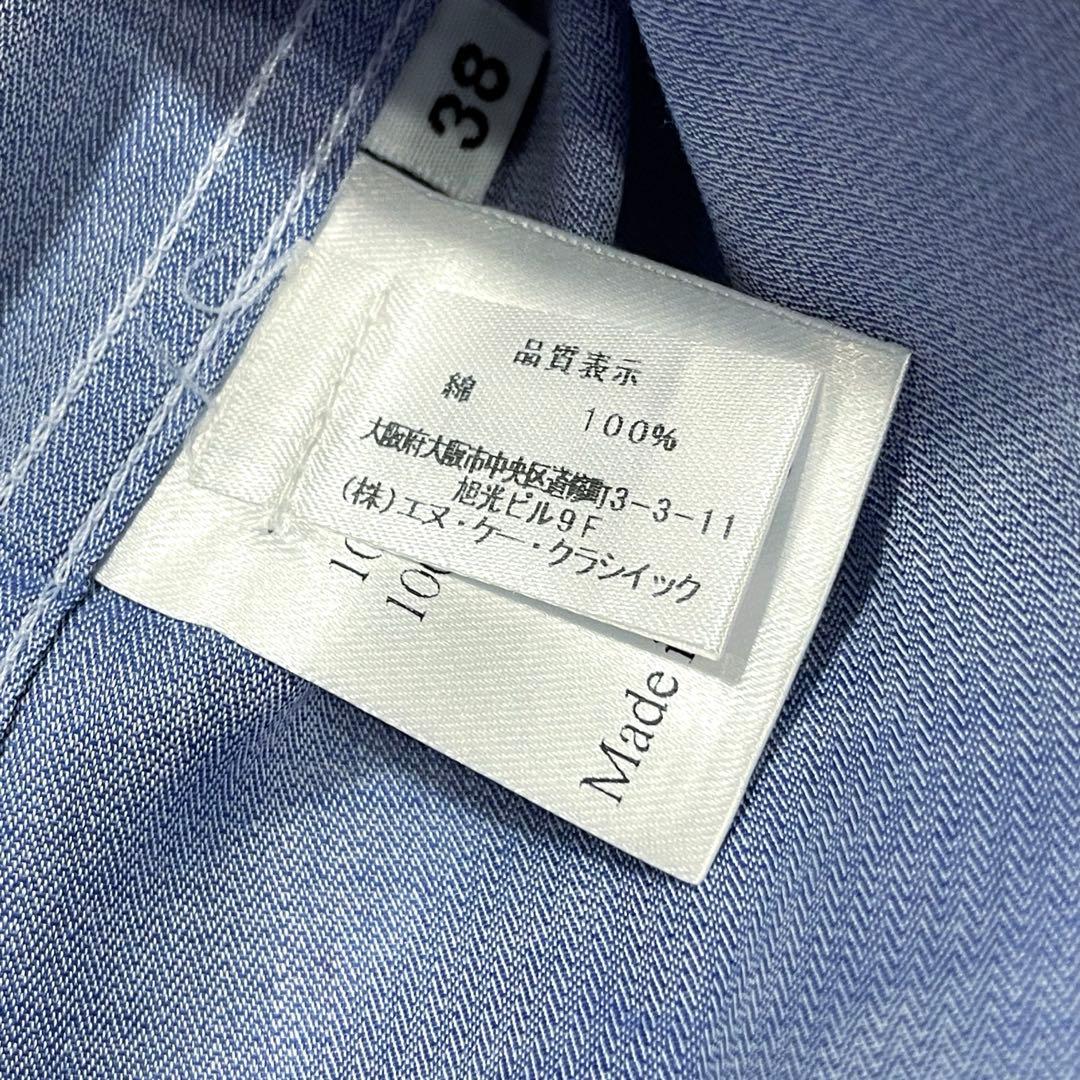 38
品質表示
綿 100%
大阪府大阪市中央区道修町3-3-11
旭光ビル9F
(株)エヌ・ケー・クラシイック
10
100
Made i